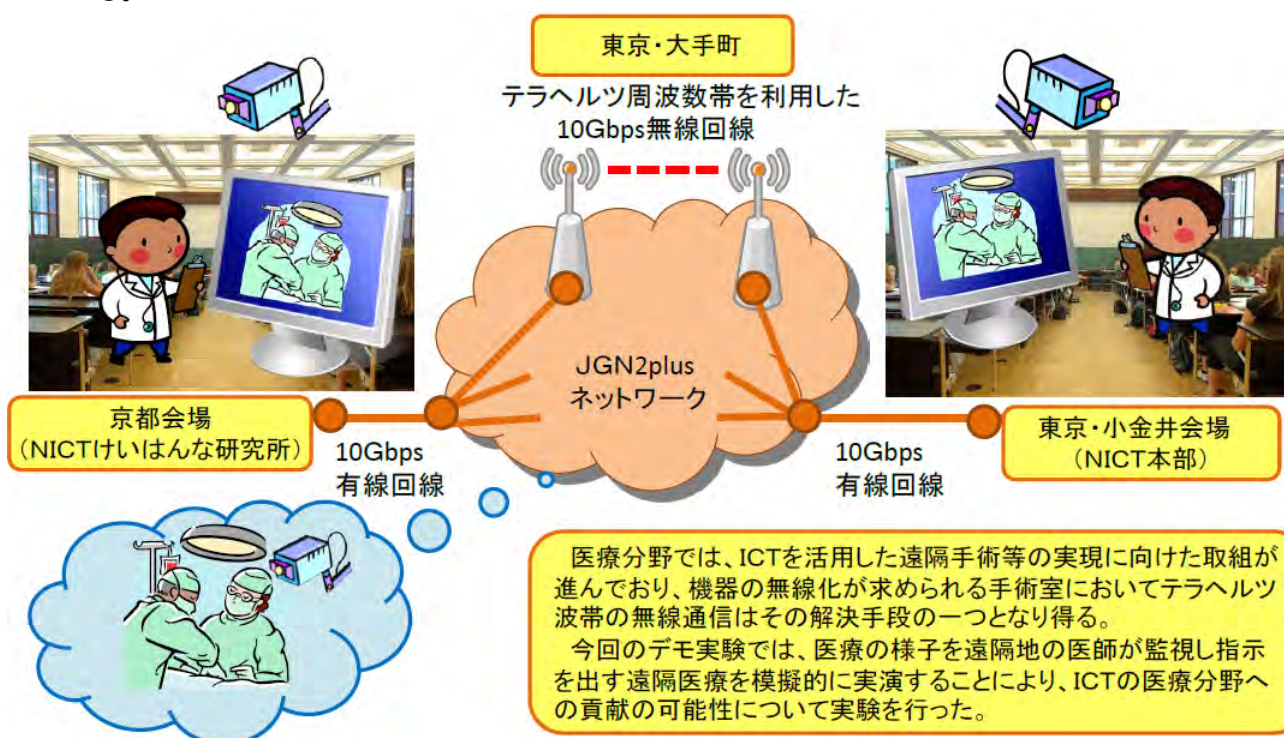 東京・大手町
テラヘルツ周波数帯を利用した
10Gbps無線回線
JGN2plus
ネットワーク
京都会場
(NICTけいはんな研究所)
10Gbps
有線回線
10Gbps
有線回線
東京・小金井会場
(NICT本部)
医療分野では、ICTを活用した遠隔手術等の実現に向けた取組が
進んでおり、機器の無線化が求められる手術室においてテラヘルツ
波帯の無線通信はその解決手段の一つとなり得る。
今回のデモ実験では、医療の様子を遠隔地の医師が監視し指示
を出す遠隔医療を模擬的に実演することにより、ICTの医療分野へ
の貢献の可能性について実験を行った。